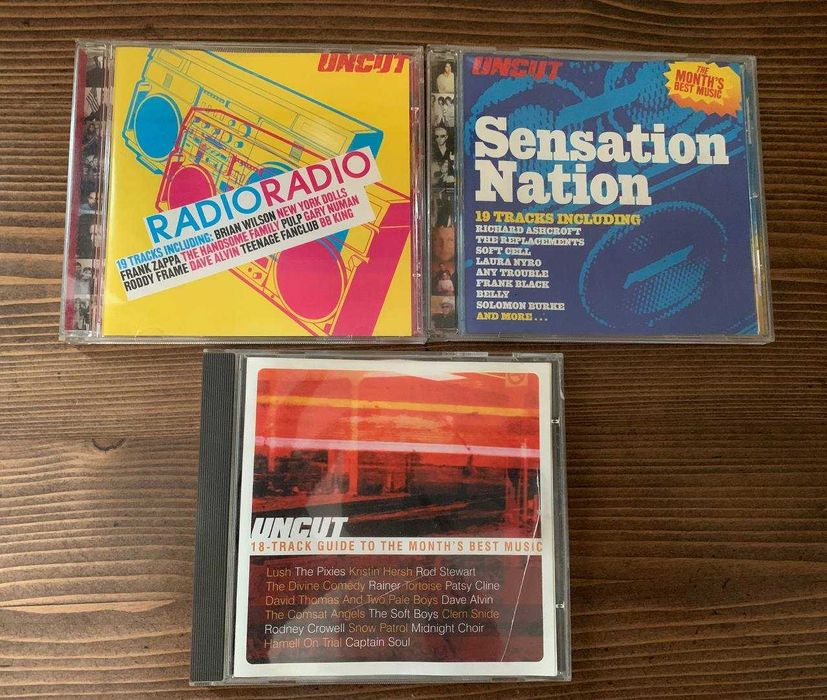 UNCUT
RADIORADIO
19 TRACKS INCLUDING: BRIAN WILSON NEW YORK DOLLS
FRANK ZAPPA THE HANDSOME FAMILY PULP GARY NUMAN
RODDY FRAME DAVE ALVIN TEENAGE FANCLUB BB KING
UNCUT
THE
MONTH'S
BEST MUSIC
Sensation
Nation
19 TRACKS INCLUDING
RICHARD ASHCROFT
THE REPLACEMENTS
SOFT CELL
LAURA NYRO
ANY TROUBLE
FRANK BLACK
BELLY
SOLOMON BURKE
AND MORE...
UNCUT
18-TRACK GUIDE TO THE MONTH'S BEST MUSIC
Lush The Pixies Kristin Hersh Rod Stewart
The Divine Comedy Rainer Tortoise Patsy Cline
David Thomas And Two Pale Boys Dave Alvin
The Comsat Angels The Soft Boys Clem Snide
Rodney Crowell Snow Patrol Midnight Choir
Hamell On Trial Captain Soul